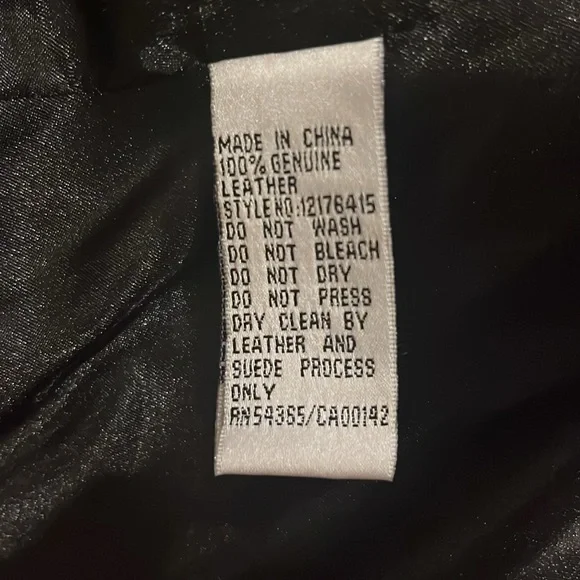 MADE IN CHINA
100% GENUINE
LEATHER
STYLE NO:12176415
DO NOT WASH
DO NOT BLEACH
DO NOT DRY
DO NOT PRESS
DRY CLEAN BY
LEATHER AND
SUEDE PROCESS
ONLY
RN54385/CA00142